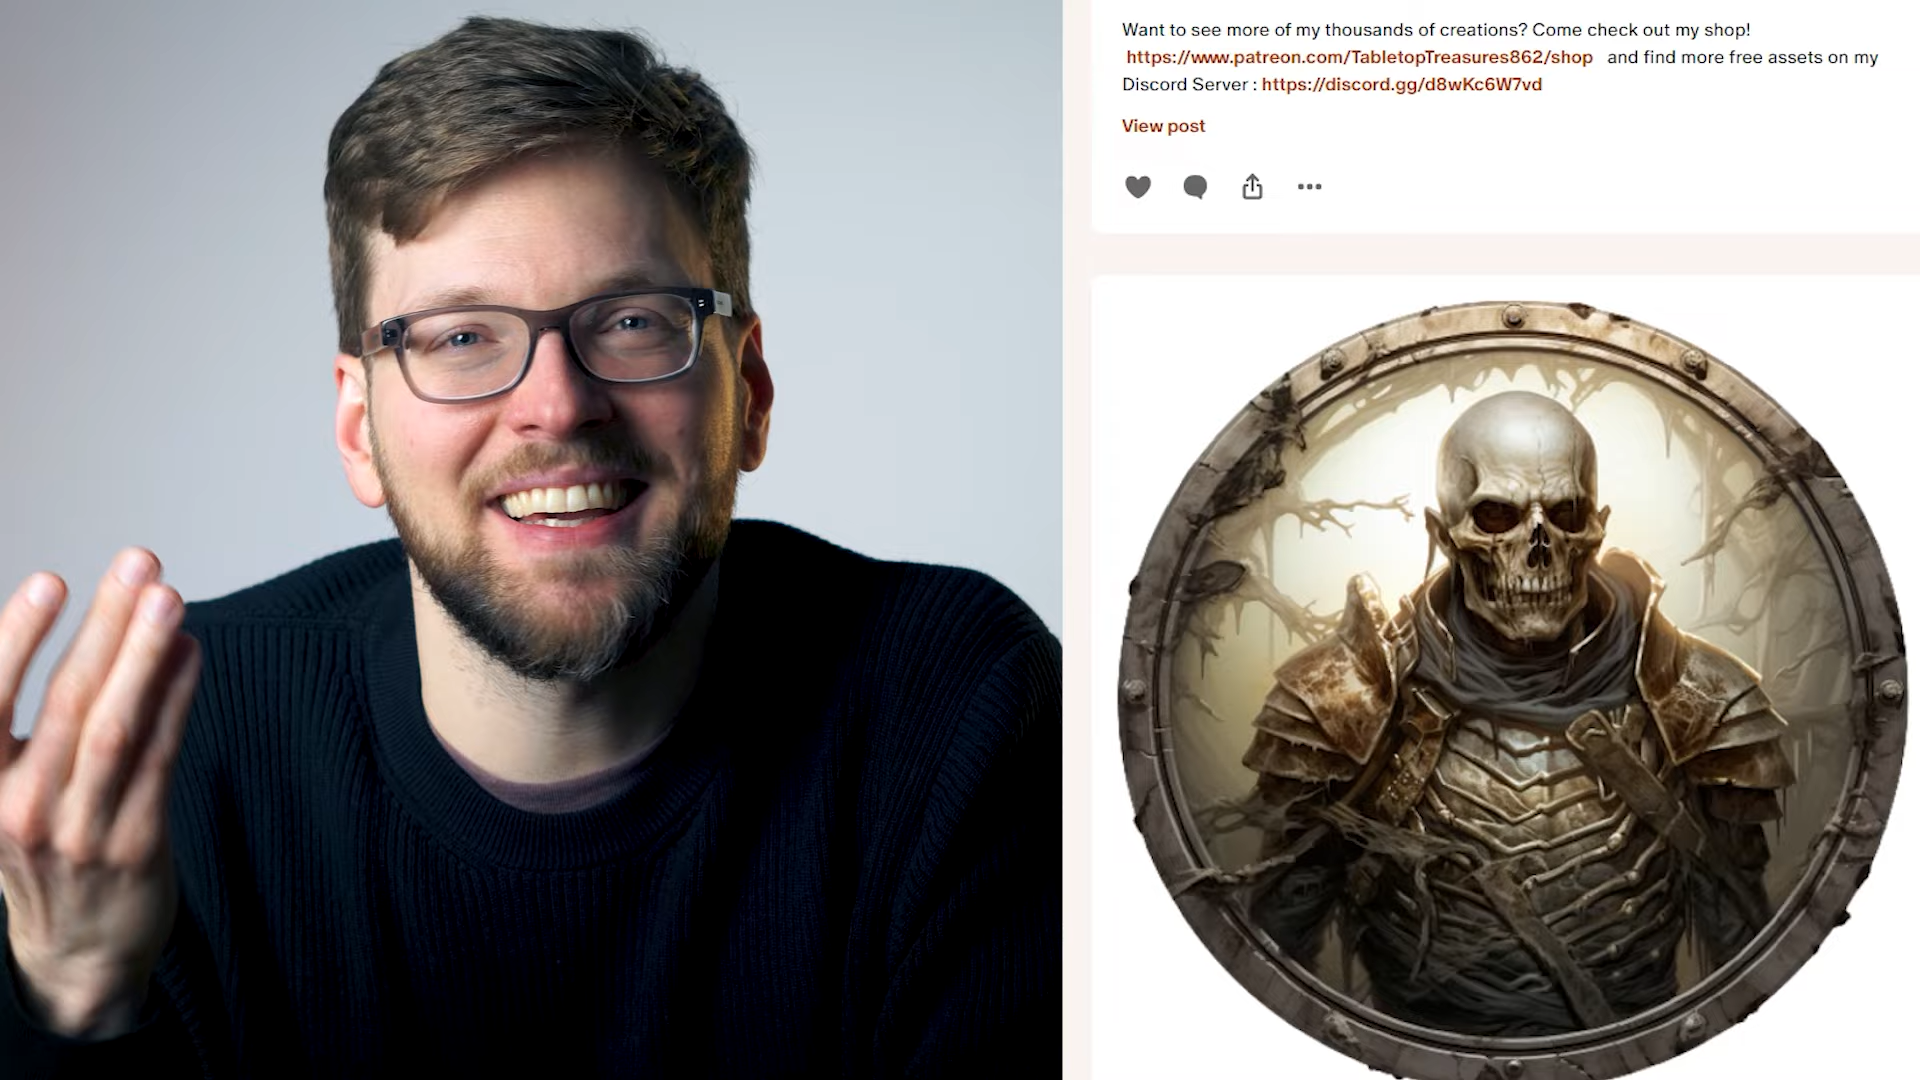 Want to see more of my thousands of creations? Come check out my shop!
https://www.patreon.com/TabletopTreasures862/shop and find more free assets on my
Discord Server : https://discord.gg/d8wKc6W7vd
View post